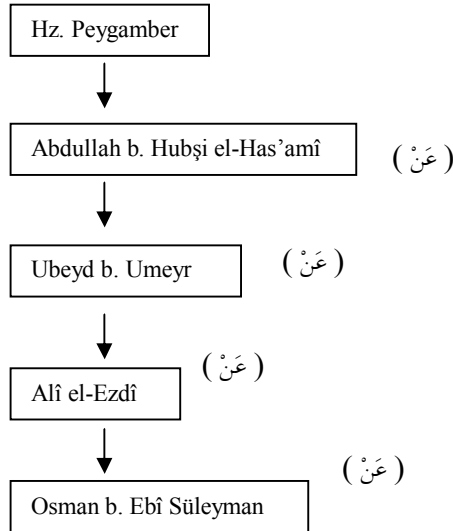 Hz. Peygamber
Abdullah b. Hubşi el-Has’amî
( عَنْ )
Ubeyd b. Umeyr
( عَنْ )
( عَنْ )
Alî el-Ezdî
( عَنْ )
Osman b. Ebî Süleyman